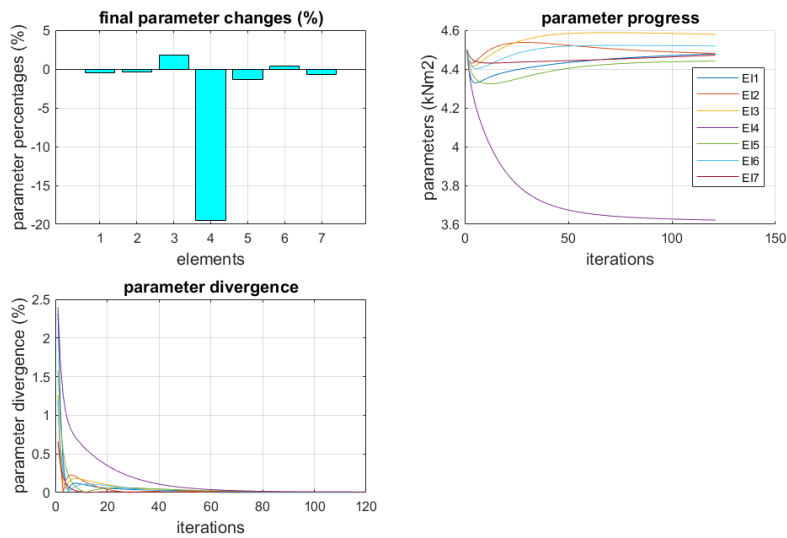 final parameter changes (%)
parameter percentages (%)
5
0
-5
-10
-15
-20
1 2 3 4 5 6 7
elements
parameter progress
parameters (kNm2)
4.6
4.4
4.2
4
3.8
3.6
0 50 100 150
iterations
EI1
EI2
EI3
EI4
EI5
EI6
EI7
parameter divergence
parameter divergence (%)
2.5
2
1.5
1
0.5
0
0 20 40 60 80 100 120
iterations